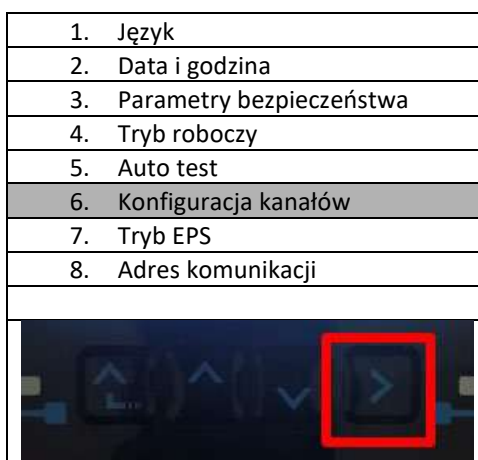 1. Język
2. Data i godzina
3. Parametry bezpieczeństwa
4. Tryb roboczy
5. Auto test
6. Konfiguracja kanałów
7. Tryb EPS
8. Adres komunikacji